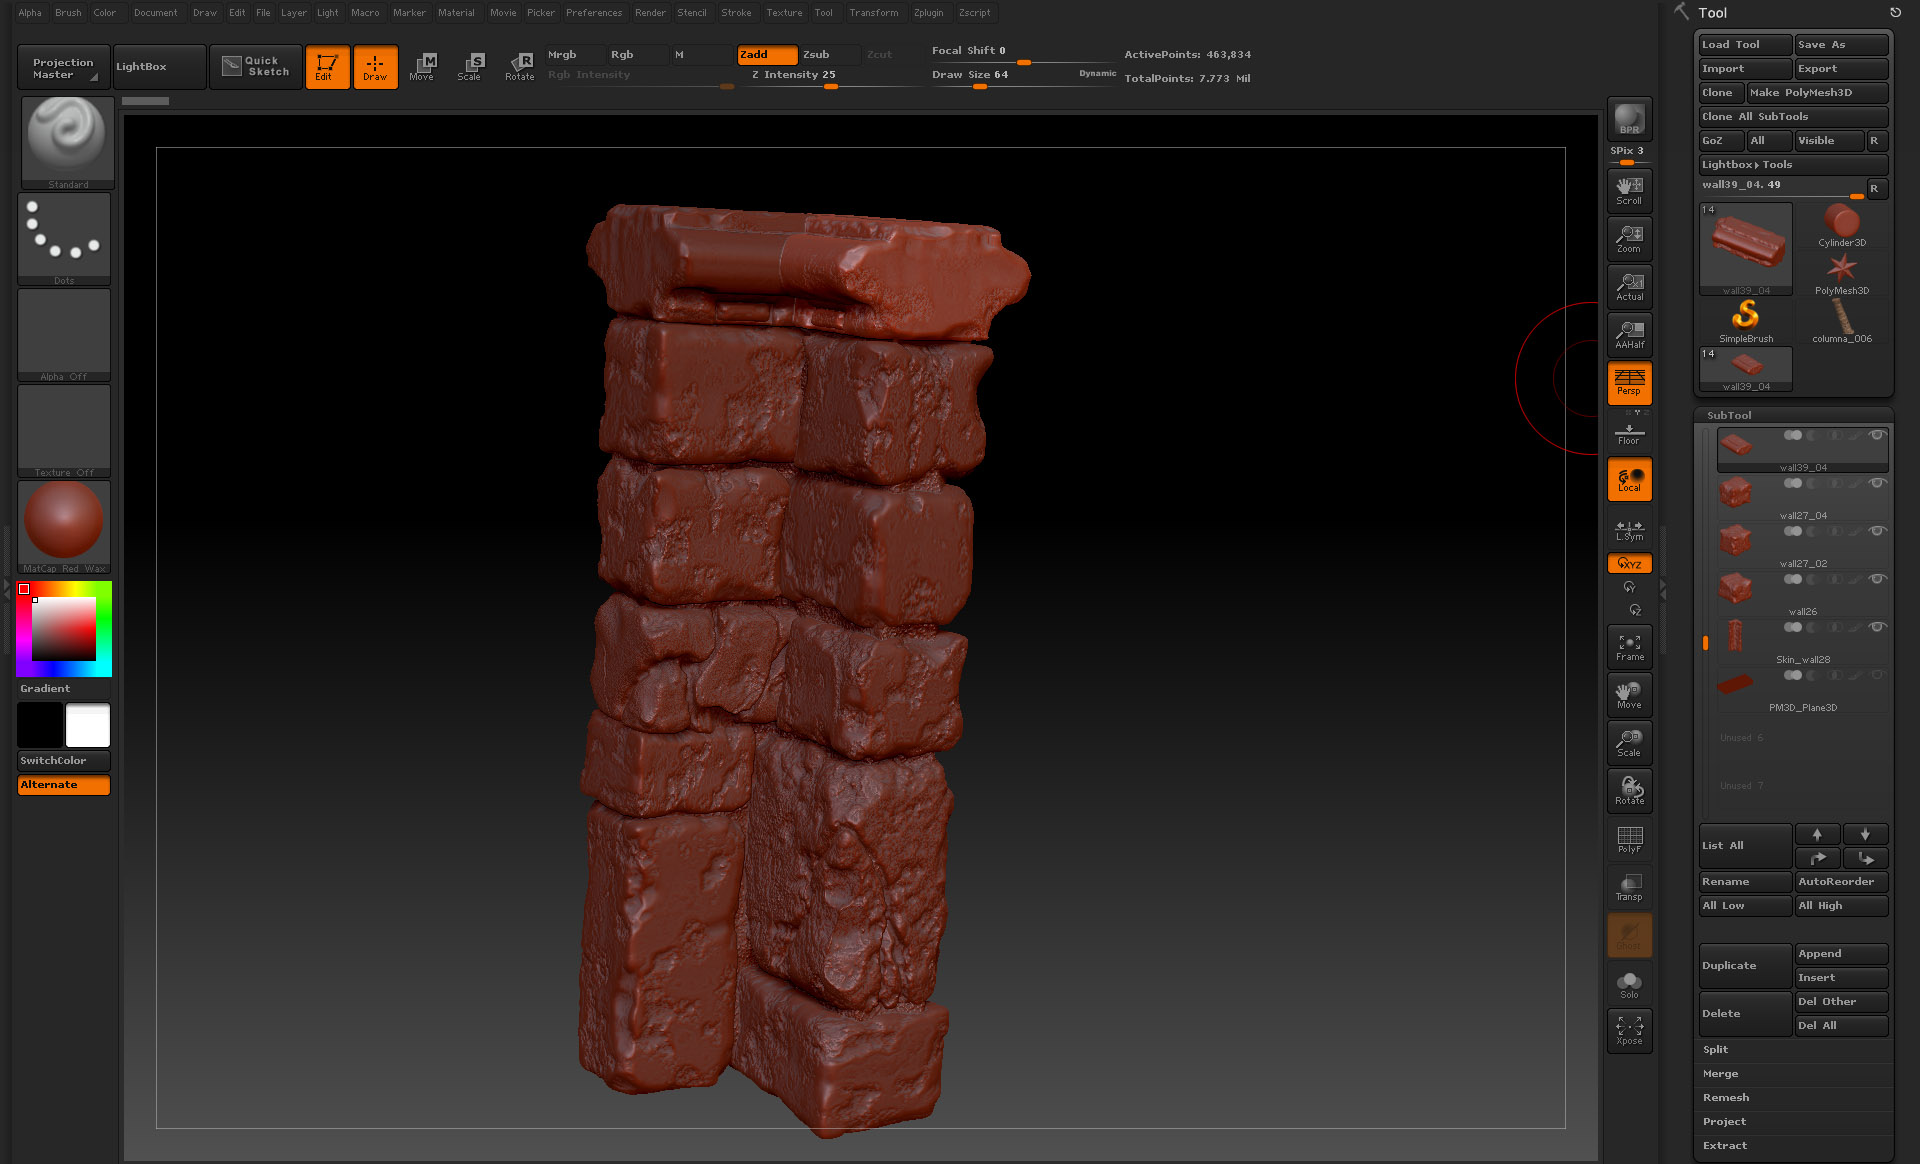 Alpha Brush Color Document Draw Edit File Layer Light Macro Marker Material Movie Picker Preferences Render Stencil Stroke Texture Tool Transform Zplugin Zscript
Projection Master
LightBox
Quick Sketch
Edit
Draw
Move
Scale
Rotate
Mrgb Rgb M Zadd Zsub Zcut
Rgb Intensity
Z Intensity 25
Focal Shift 0
Draw Size 64
Dynamic
ActivePoints: 463,834
TotalPoints: 7.773 Mil
Standard
Dots
Alpha Off
Texture Off
MatCap Red Wax
Gradient
SwitchColor
Alternate
BPR
SPix 3
Scroll
Zoom
Actual
AAHalf
Persp
Floor
Local
L.Sym
XYZ
Y
Z
Frame
Move
Scale
Rotate
PolyF
Transp
Ghost
Solo
Xpose
Tool
Load Tool Save As
Import Export
Clone Make PolyMesh3D
Clone All SubTools
GoZ All Visible R
Lightbox▸Tools
wall39_04. 49 R
14
wall39_04
Cylinder3D
PolyMesh3D
SimpleBrush
columna_006
14
wall39_04
SubTool
wall39_04
wall27_04
wall27_02
wall26
Skin_wall28
PM3D_Plane3D
Unused 6
Unused 7
List All
Rename AutoReorder
All Low All High
Duplicate
Append
Insert
Delete
Del Other
Del All
Split
Merge
Remesh
Project
Extract